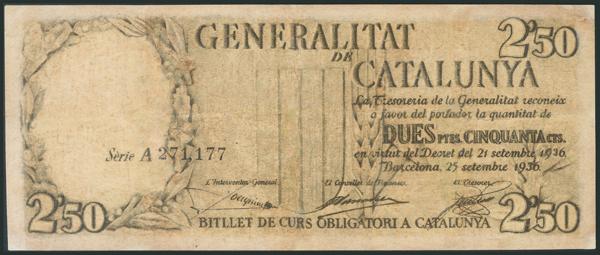 GENERALITAT
DE
CATALUNYA
2'50
La Tresoreria de la Generalitat reconeix
a favor del portador la quantitat de
DUES PTES. CINQUANTA CTS.
en virtut del Decret del 21 setembre 1936.
Barcelona, 25 setembre 1936.
Sèrie A 271,177
L'Interventor General, El Conseller de Finances, El Tresorer,
2'50
BITLLET DE CURS OBLIGATORI A CATALUNYA
2'50